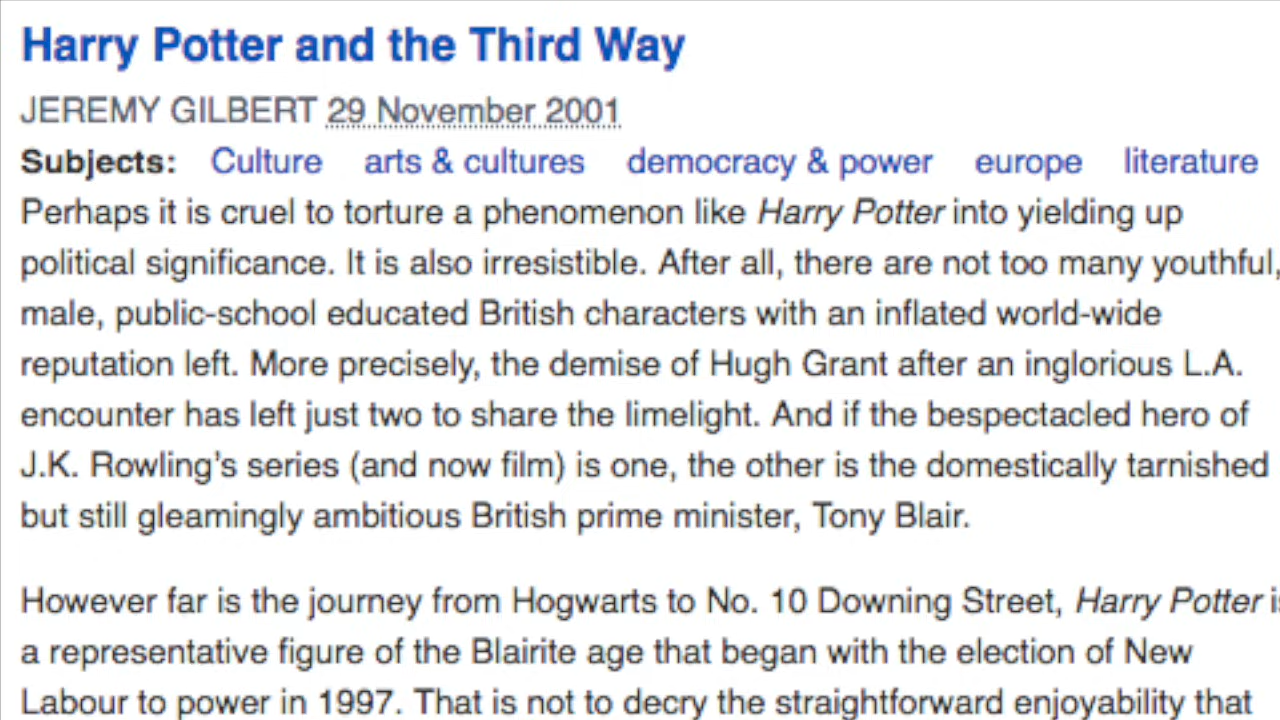 Harry Potter and the Third Way
JEREMY GILBERT 29 November 2001
Subjects: Culture arts & cultures democracy & power europe literature
Perhaps it is cruel to torture a phenomenon like Harry Potter into yielding up
political significance. It is also irresistible. After all, there are not too many youthful,
male, public-school educated British characters with an inflated world-wide
reputation left. More precisely, the demise of Hugh Grant after an inglorious L.A.
encounter has left just two to share the limelight. And if the bespectacled hero of
J.K. Rowling's series (and now film) is one, the other is the domestically tarnished
but still gleamingly ambitious British prime minister, Tony Blair.
However far is the journey from Hogwarts to No. 10 Downing Street, Harry Potter is
a representative figure of the Blairite age that began with the election of New
Labour to power in 1997. That is not to decry the straightforward enjoyability that